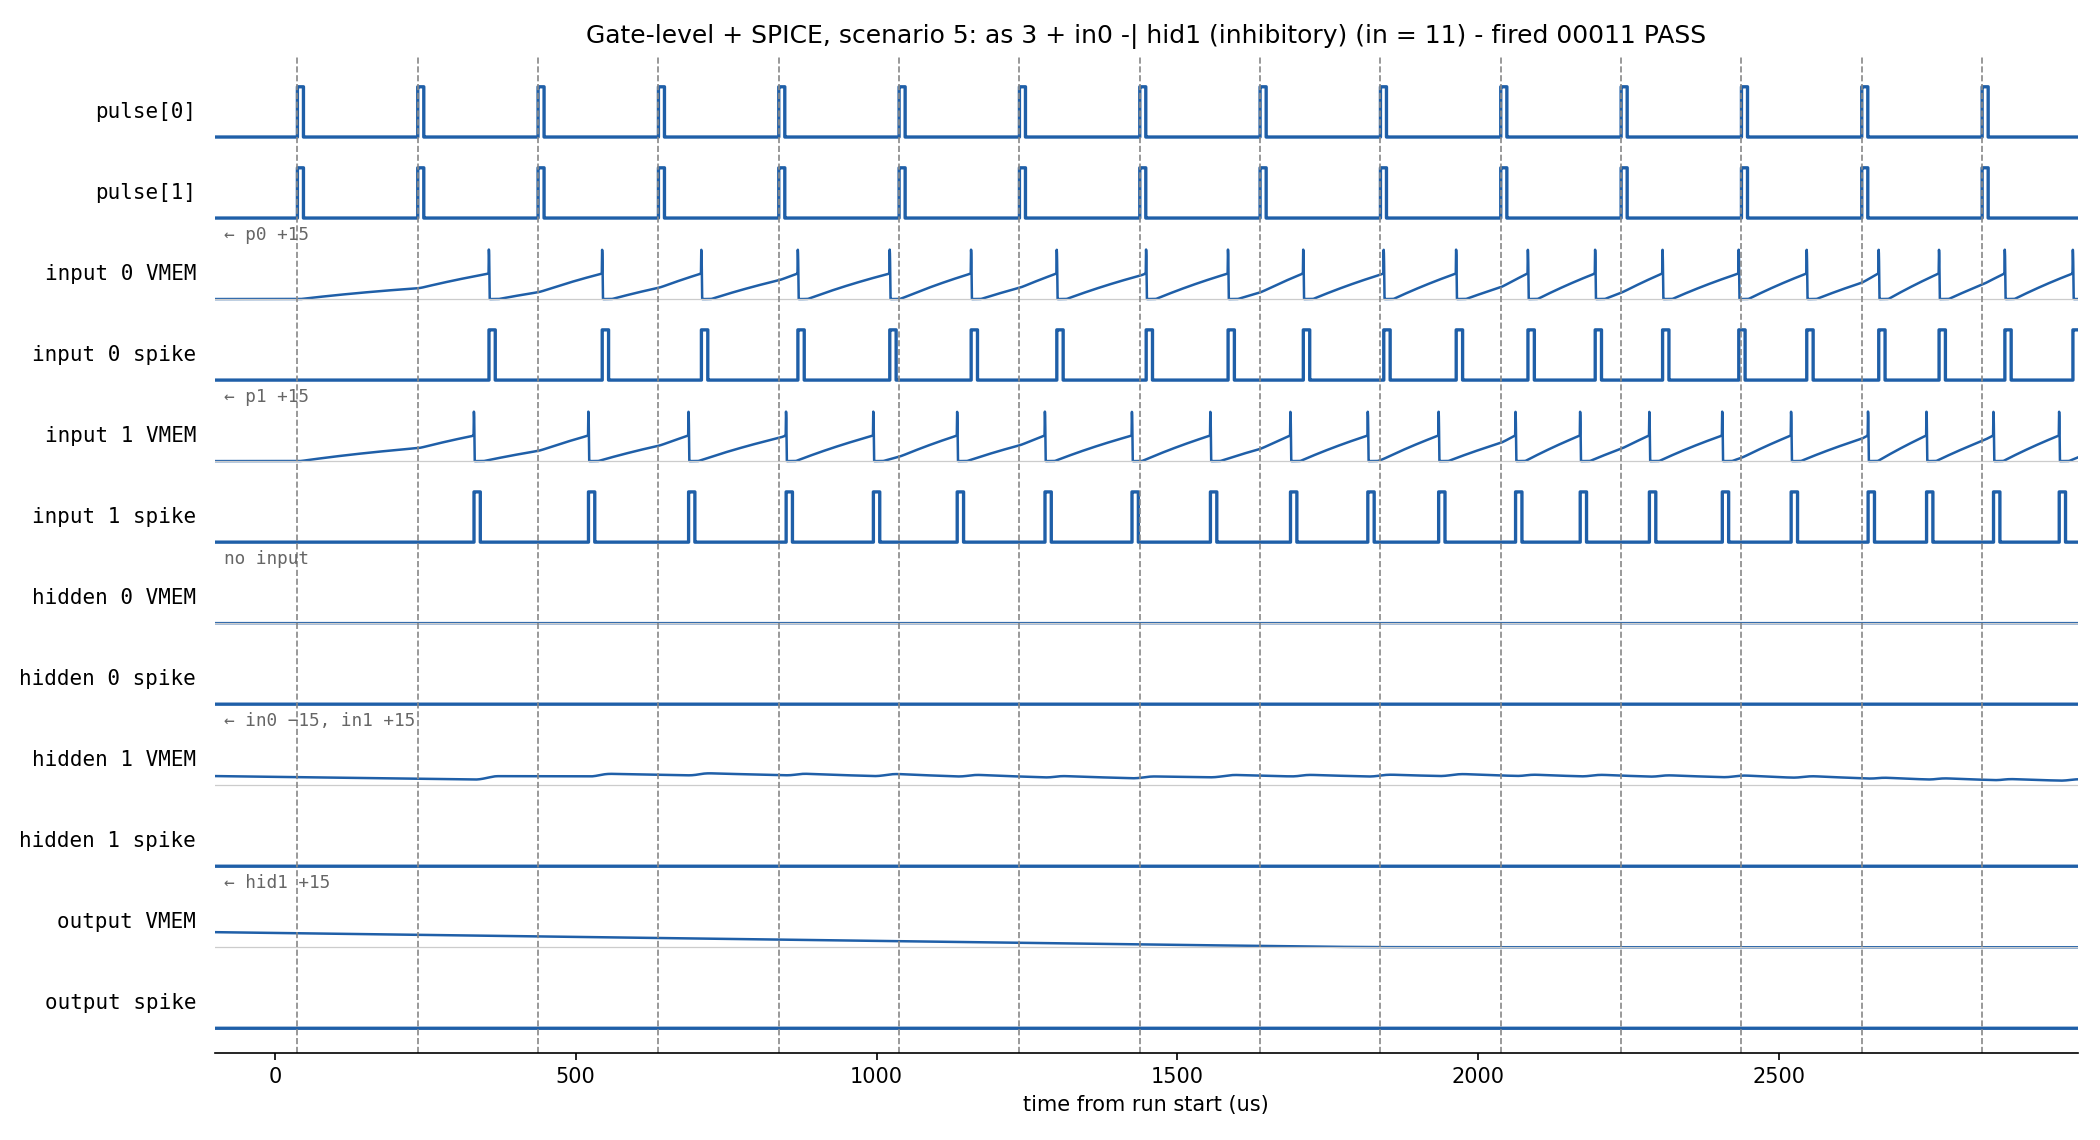 Gate-level + SPICE, scenario 5: as 3 + in0 -| hid1 (inhibitory) (in = 11) - fired 00011 PASS
pulse[0]
pulse[1]
← p0 +15
input 0 VMEM
input 0 spike
← p1 +15
input 1 VMEM
input 1 spike
no input
hidden 0 VMEM
hidden 0 spike
← in0 −15, in1 +15
hidden 1 VMEM
hidden 1 spike
← hid1 +15
output VMEM
output spike
0 500 1000 1500 2000 2500
time from run start (us)